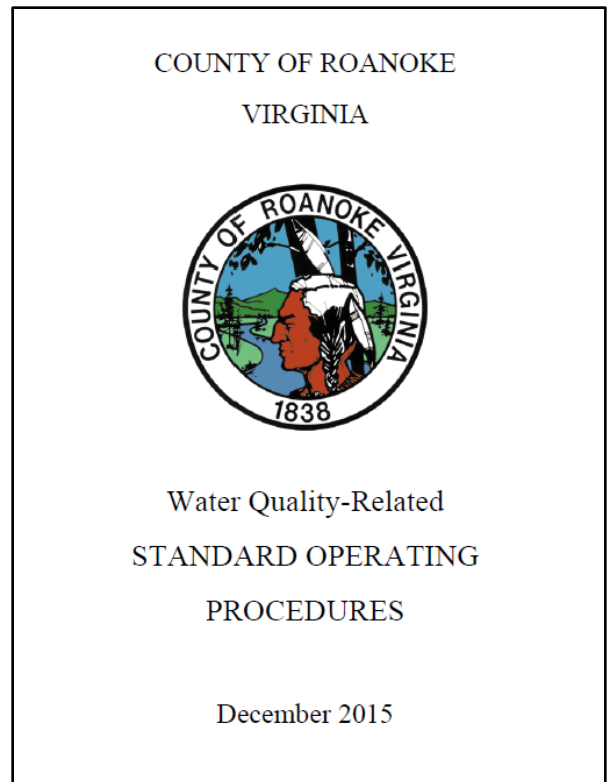 COUNTY OF ROANOKE
VIRGINIA
COUNTY OF ROANOKE VIRGINIA
1838
Water Quality-Related
STANDARD OPERATING
PROCEDURES
December 2015